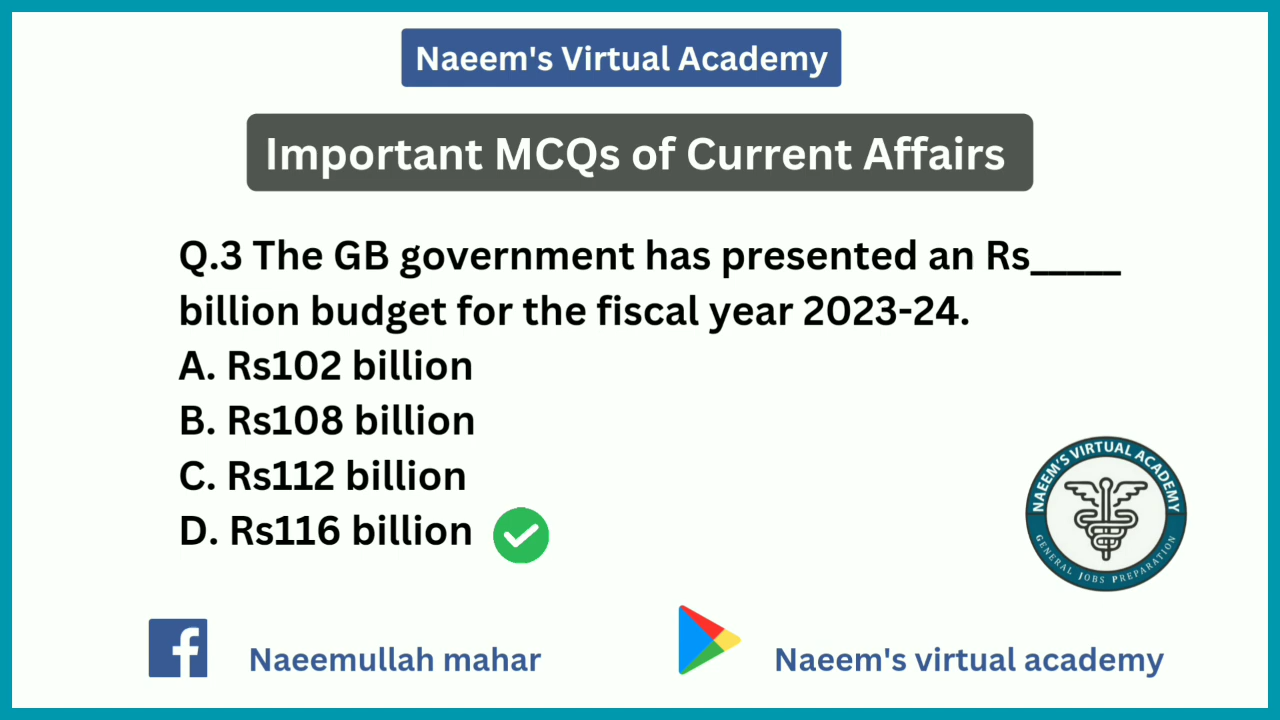 Naeem's Virtual Academy
Important MCQs of Current Affairs
Q.3 The GB government has presented an Rs_____
billion budget for the fiscal year 2023-24.
A. Rs102 billion
B. Rs108 billion
C. Rs112 billion
D. Rs116 billion
NAEEM'S VIRTUAL ACADEMY
GENERAL JOBS PREPARATION
Naeemullah mahar
Naeem's virtual academy